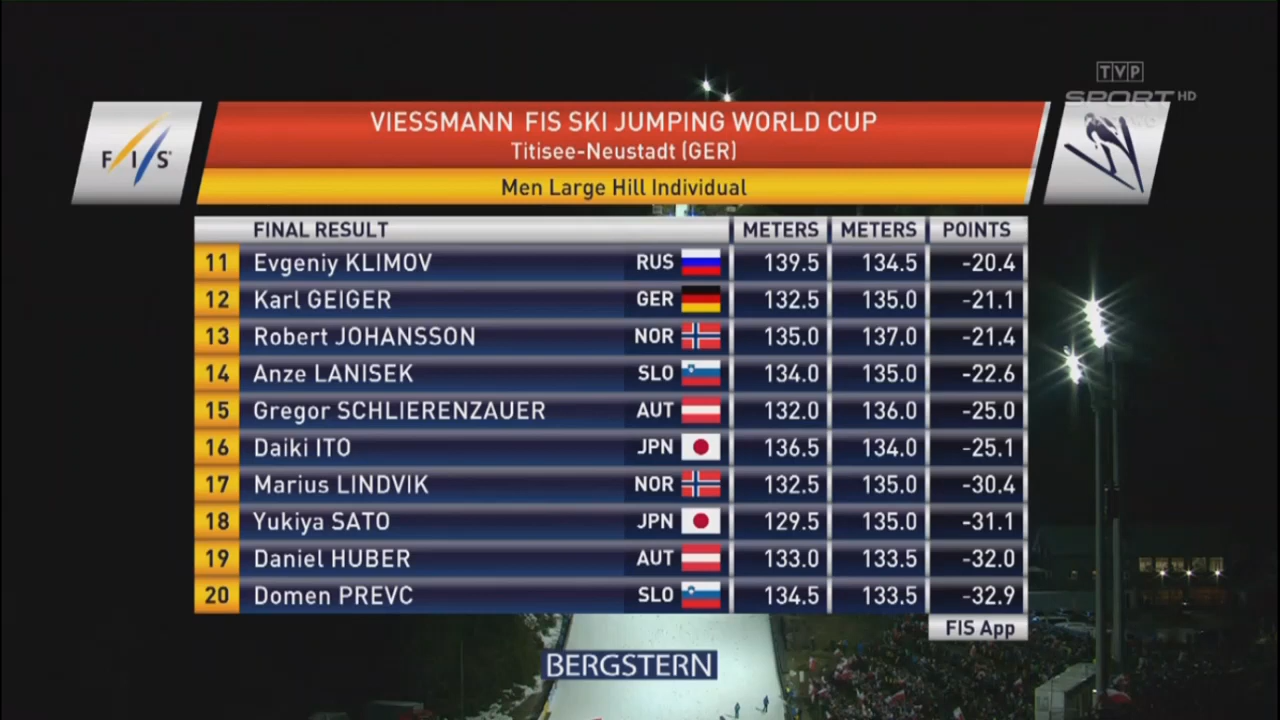 TVP
SPORT HD
FIS
VIESSMANN FIS SKI JUMPING WORLD CUP
Titisee-Neustadt (GER)
Men Large Hill Individual
FINAL RESULT METERS METERS POINTS
11 Evgeniy KLIMOV RUS 139.5 134.5 -20.4
12 Karl GEIGER GER 132.5 135.0 -21.1
13 Robert JOHANSSON NOR 135.0 137.0 -21.4
14 Anze LANISEK SLO 134.0 135.0 -22.6
15 Gregor SCHLIERENZAUER AUT 132.0 136.0 -25.0
16 Daiki ITO JPN 136.5 134.0 -25.1
17 Marius LINDVIK NOR 132.5 135.0 -30.4
18 Yukiya SATO JPN 129.5 135.0 -31.1
19 Daniel HUBER AUT 133.0 133.5 -32.0
20 Domen PREVC SLO 134.5 133.5 -32.9
FIS App
BERGSTERN